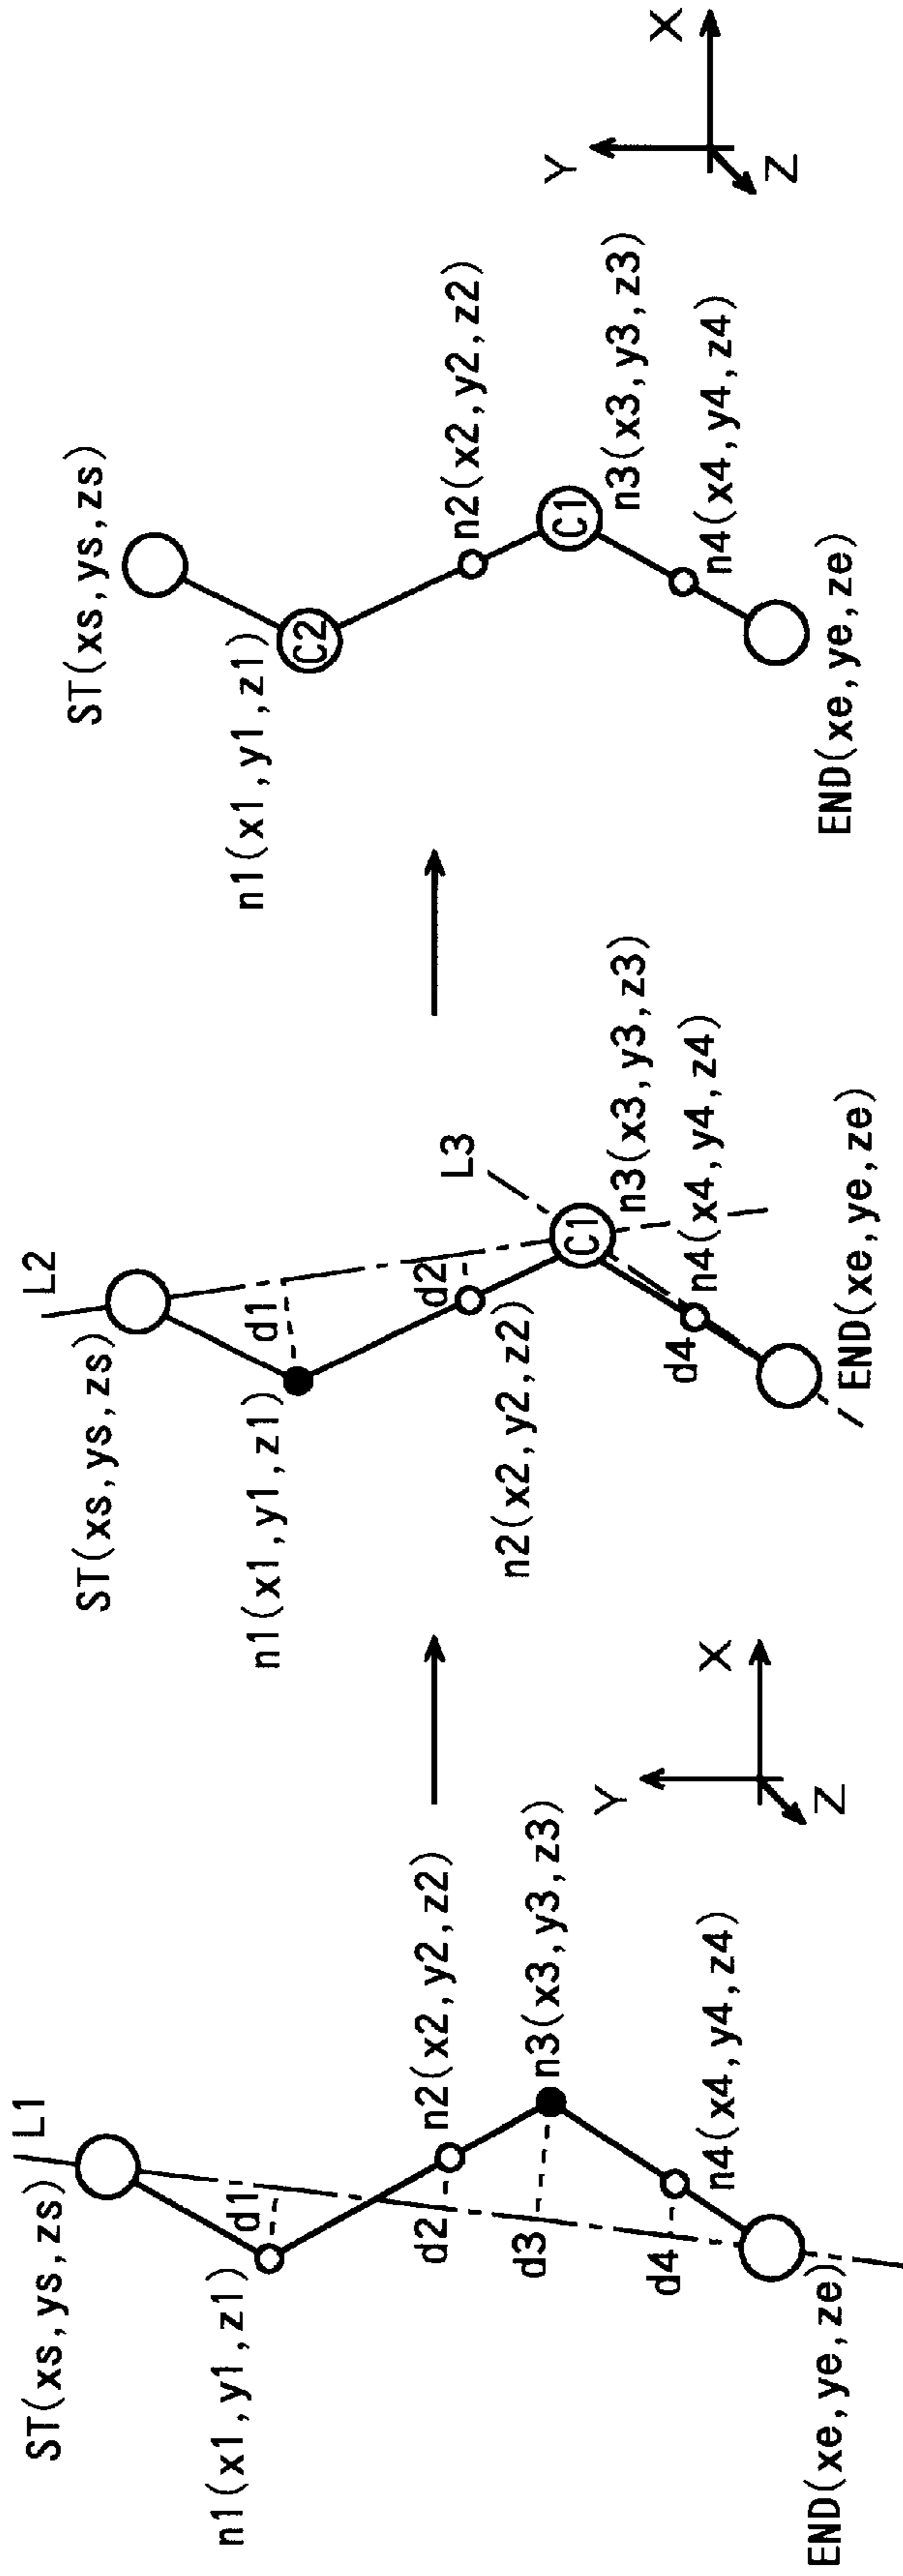 L1
ST(xs,ys,zs)
d1
n1(x1,y1,z1)
n2(x2,y2,z2)
d2
d3
n3(x3,y3,z3)
d4
n4(x4,y4,z4)
END(xe,ye,ze)
Y
X
Z
L2
ST(xs,ys,zs)
d1
n1(x1,y1,z1)
d2
L3
n2(x2,y2,z2)
C1
n3(x3,y3,z3)
d4
n4(x4,y4,z4)
END(xe,ye,ze)
ST(xs,ys,zs)
C2
n1(x1,y1,z1)
n2(x2,y2,z2)
C1
n3(x3,y3,z3)
n4(x4,y4,z4)
END(xe,ye,ze)
Y
X
Z